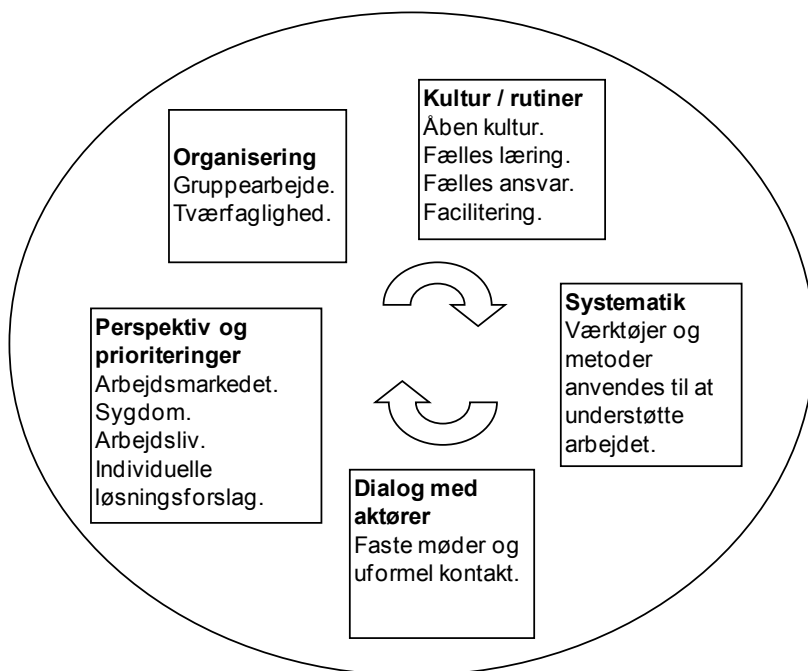 Organisering
Gruppearbejde.
Tværfaglighed.
Kultur / rutiner
Åben kultur.
Fælles læring.
Fælles ansvar.
Facilitering.
Systematik
Værktøjer og
metoder
anvendes til at
understøtte
arbejdet.
Dialog med
aktører
Faste møder og
uformel kontakt.
Perspektiv og
prioriteringer
Arbejdsmarkedet.
Sygdom.
Arbejdsliv.
Individuelle
løsningsforslag.